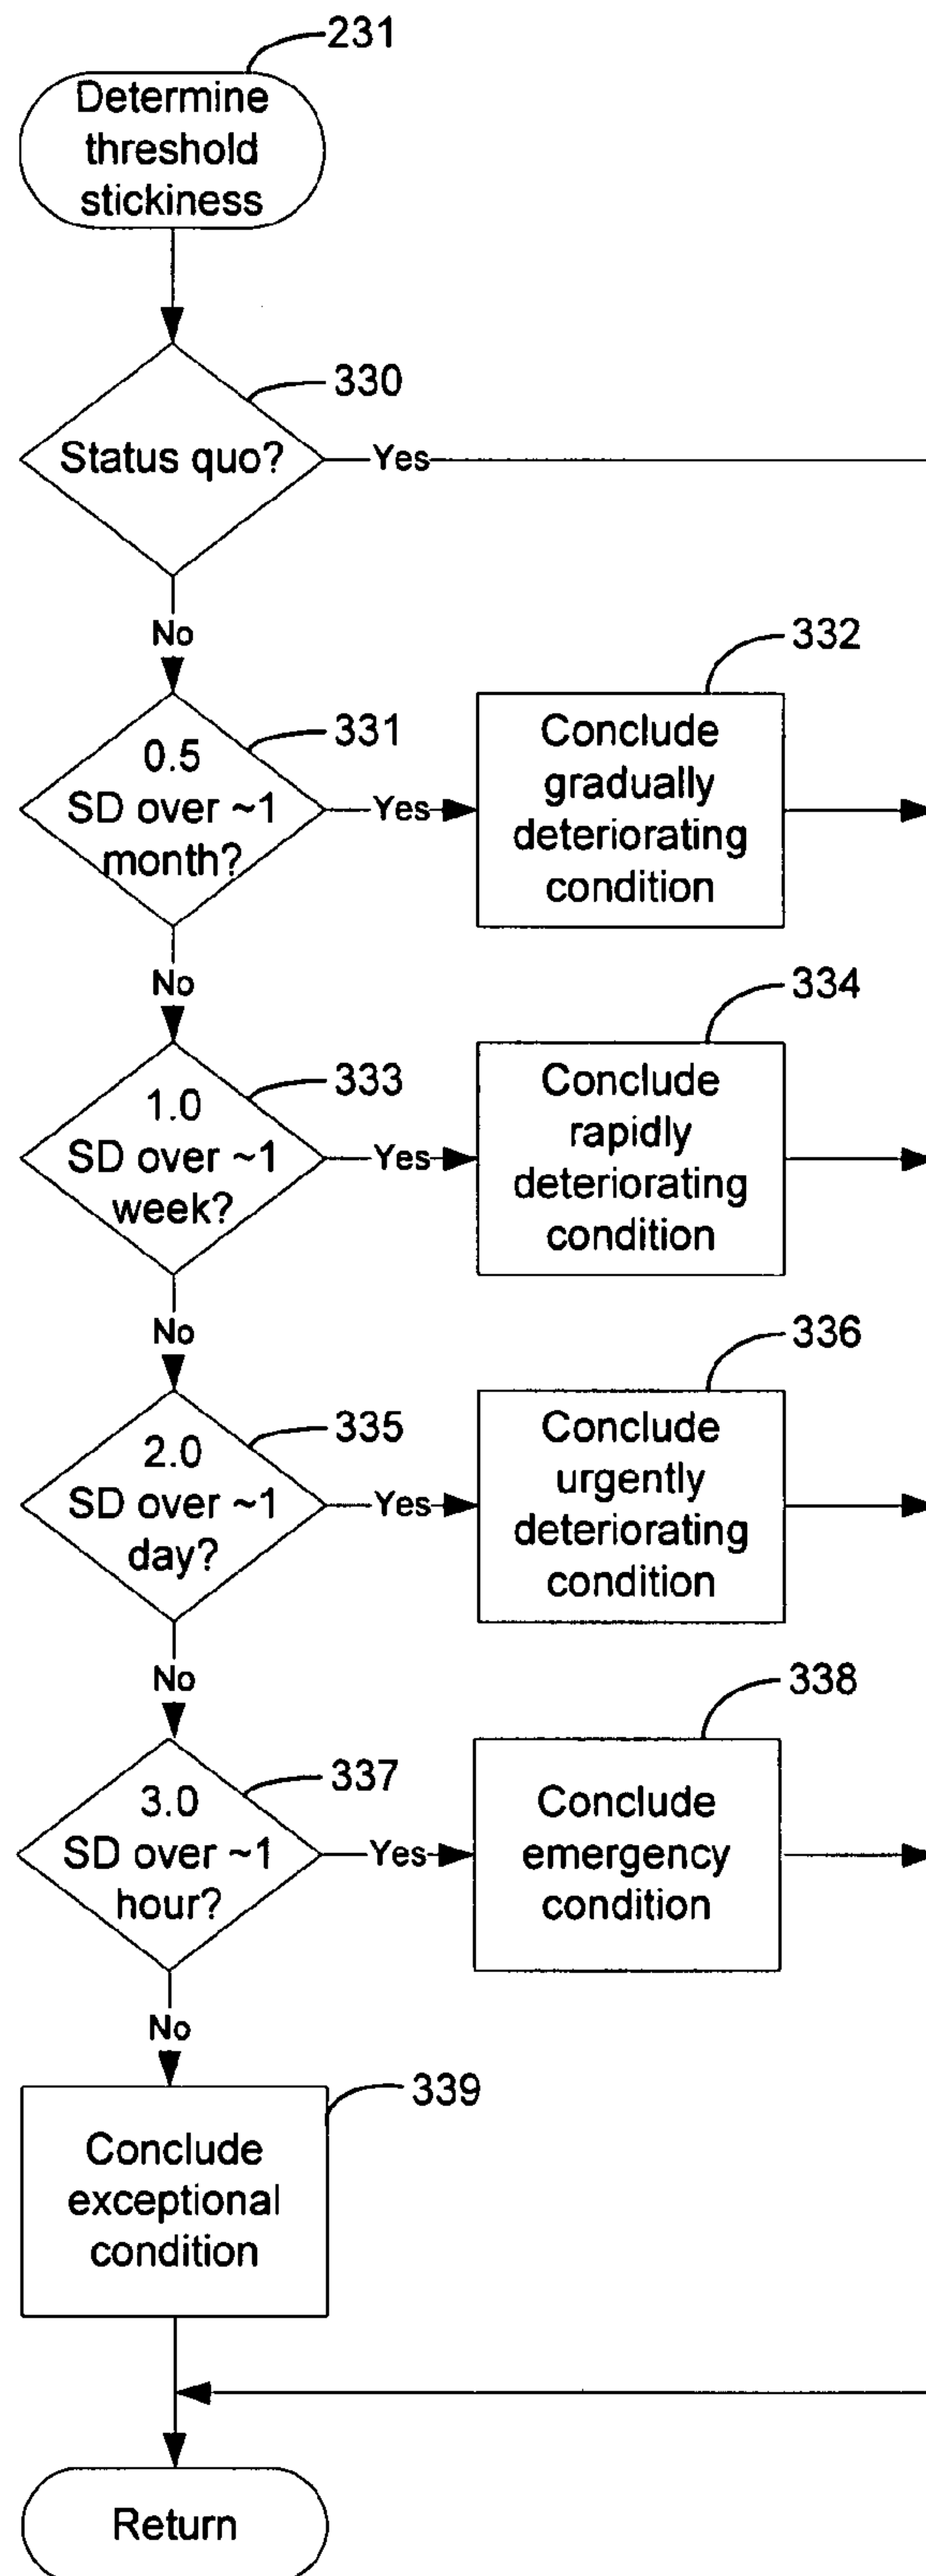 231
Determine
threshold
stickiness
330
Status quo?
Yes
No
332
331
0.5
SD over ~1
month?
Yes
Conclude
gradually
deteriorating
condition
No
334
333
1.0
SD over ~1
week?
Yes
Conclude
rapidly
deteriorating
condition
No
336
335
2.0
SD over ~1
day?
Yes
Conclude
urgently
deteriorating
condition
No
338
337
3.0
SD over ~1
hour?
Yes
Conclude
emergency
condition
No
339
Conclude
exceptional
condition
Return